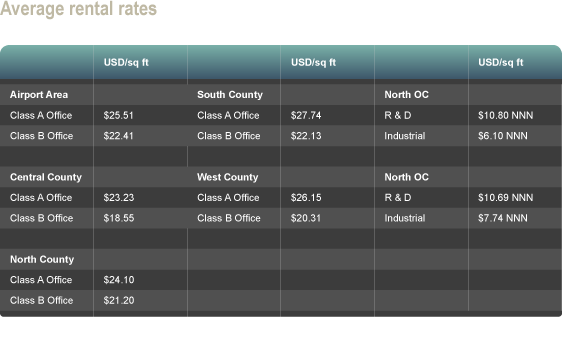 Average rental rates
USD/sq ft USD/sq ft USD/sq ft
Airport Area South County North OC
Class A Office $25.51 Class A Office $27.74 R & D $10.80 NNN
Class B Office $22.41 Class B Office $22.13 Industrial $6.10 NNN
Central County West County North OC
Class A Office $23.23 Class A Office $26.15 R & D $10.69 NNN
Class B Office $18.55 Class B Office $20.31 Industrial $7.74 NNN
North County
Class A Office $24.10
Class B Office $21.20